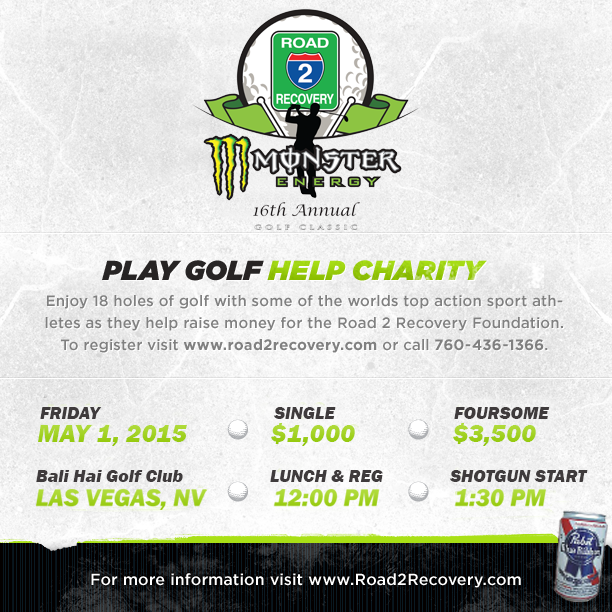 ROAD
2
RECOVERY
MONSTER
ENERGY
16th Annual
GOLF CLASSIC
PLAY GOLF HELP CHARITY
Enjoy 18 holes of golf with some of the worlds top action sport ath-
letes as they help raise money for the Road 2 Recovery Foundation.
To register visit www.road2recovery.com or call 760-436-1366.
FRIDAY
MAY 1, 2015
SINGLE
$1,000
FOURSOME
$3,500
Bali Hai Golf Club
LAS VEGAS, NV
LUNCH & REG
12:00 PM
SHOTGUN START
1:30 PM
Pabst
Blue Ribbon
For more information visit www.Road2Recovery.com